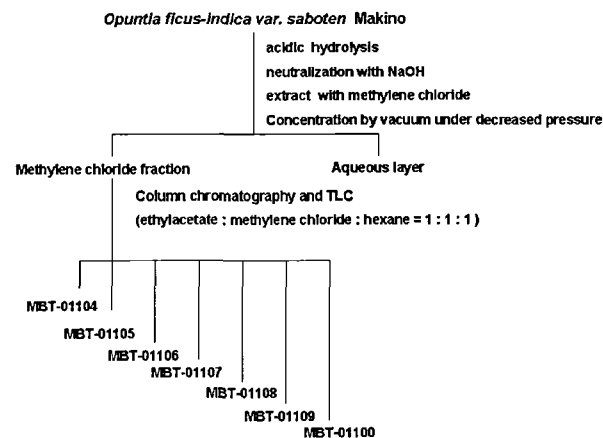 Opuntia ficus-indica var. saboten Makino
acidic hydrolysis
neutralization with NaOH
extract with methylene chloride
Concentration by vacuum under decreased pressure
Methylene chloride fraction
Aqueous layer
Column chromatography and TLC
(ethylacetate : methylene chloride : hexane = 1 : 1 : 1 )
MBT-01104
MBT-01105
MBT-01106
MBT-01107
MBT-01108
MBT-01109
MBT-01100